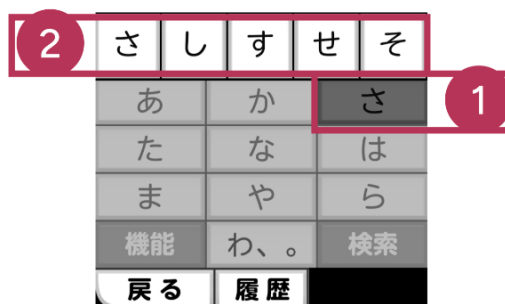 2 さ し す せ そ
あ か さ 1
た な は
ま や ら
機能 わ、。 検索
戻る 履歴